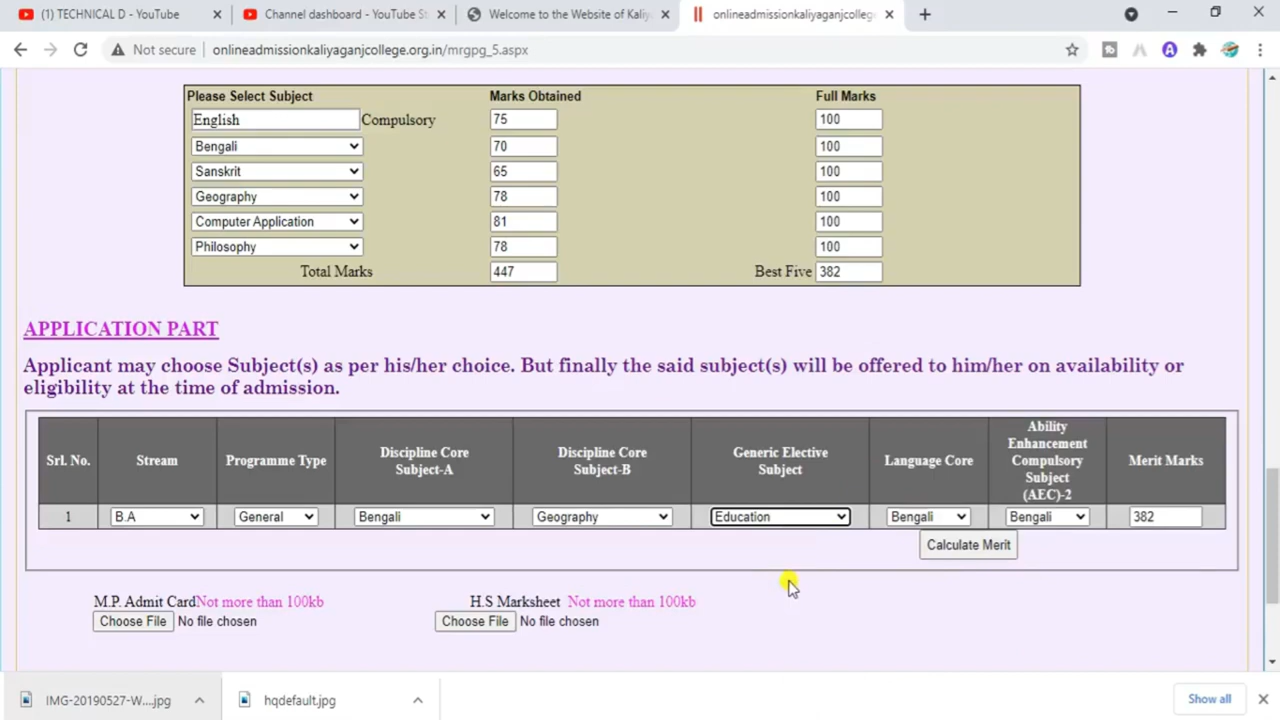 (1) TECHNICAL D - YouTube
Channel dashboard - YouTube St
Welcome to the Website of Kaliy
onlineadmissionkaliyaganjcollege
Not secure
onlineadmissionkaliyaganjcollege.org.in/mrgpg_5.aspx
Please Select Subject Marks Obtained Full Marks
English Compulsory 75 100
Bengali 70 100
Sanskrit 65 100
Geography 78 100
Computer Application 81 100
Philosophy 78 100
Total Marks 447 Best Five 382
APPLICATION PART
Applicant may choose Subject(s) as per his/her choice. But finally the said subject(s) will be offered to him/her on availability or
eligibility at the time of admission.
Srl. No.
Stream
Programme Type
Discipline Core
Subject-A
Discipline Core
Subject-B
Generic Elective
Subject
Language Core
Ability
Enhancement
Compulsory
Subject
(AEC)-2
Merit Marks
1 B.A General Bengali Geography Education Bengali Bengali 382
Calculate Merit
M.P. Admit Card Not more than 100kb H.S Marksheet Not more than 100kb
Choose File No file chosen Choose File No file chosen
IMG-20190527-W....jpg hqdefault.jpg Show all